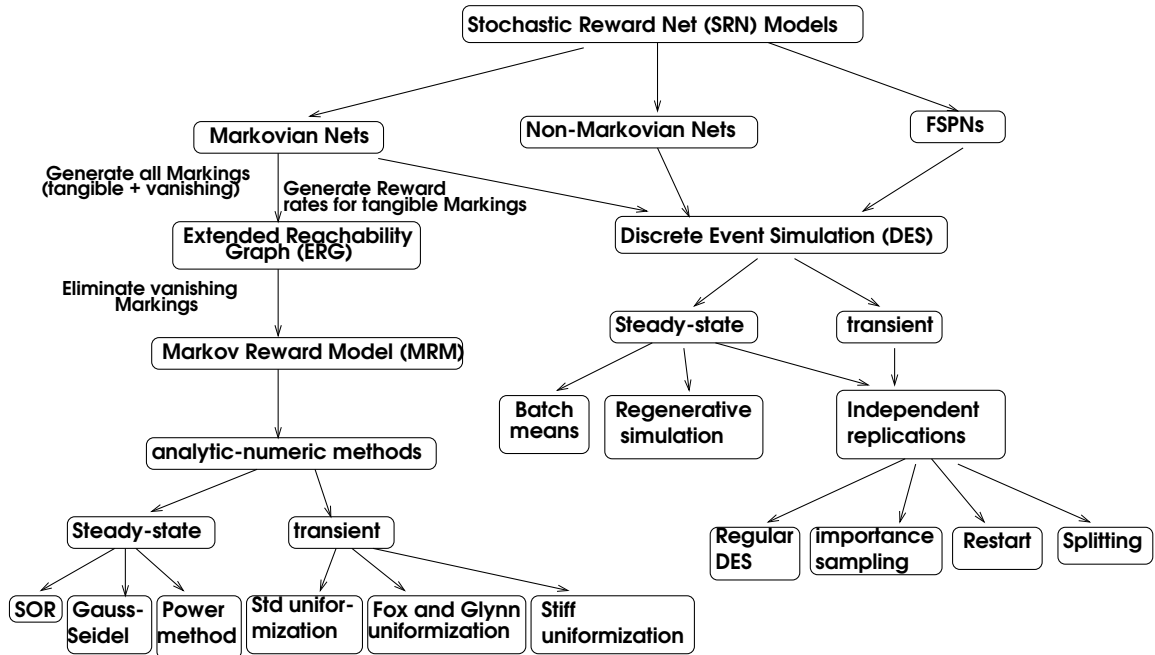 Stochastic Reward Net (SRN) Models
Markovian Nets
Non-Markovian Nets
FSPNs
Generate all Markings
(tangible + vanishing)
Generate Reward
rates for tangible Markings
Extended Reachability
Graph (ERG)
Discrete Event Simulation (DES)
Eliminate vanishing
Markings
Steady-state
transient
Markov Reward Model (MRM)
Batch
means
Regenerative
simulation
Independent
replications
analytic-numeric methods
Steady-state
transient
Regular
DES
importance
sampling
Restart
Splitting
SOR
Gauss-
Seidel
Power
method
Std unifor-
mization
Fox and Glynn
uniformization
Stiff
uniformization